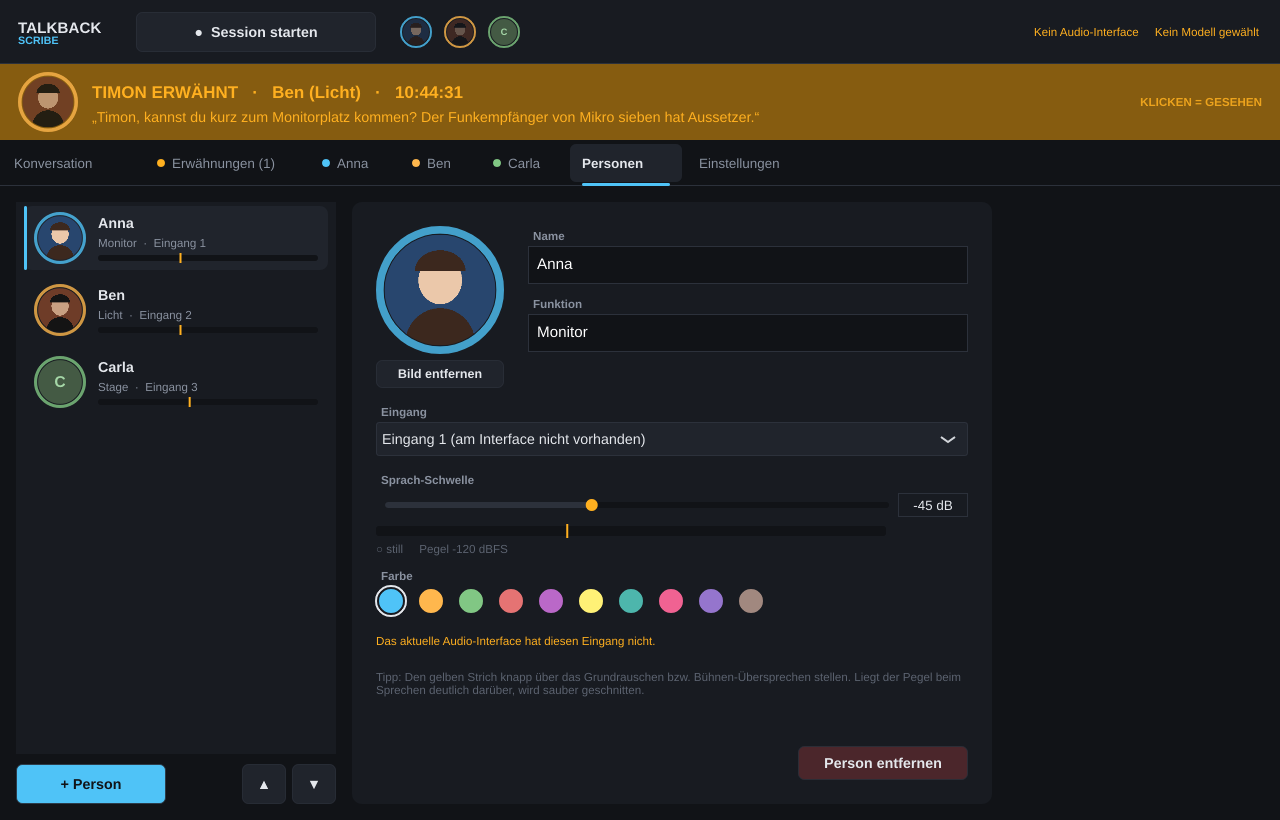 TALKBACK
SCRIBE
● Session starten
C
Kein Audio-Interface
Kein Modell gewählt
TIMON ERWÄHNT · Ben (Licht) · 10:44:31
„Timon, kannst du kurz zum Monitorplatz kommen? Der Funkempfänger von Mikro sieben hat Aussetzer.“
KLICKEN = GESEHEN
Konversation
Erwähnungen (1)
Anna
Ben
Carla
Personen
Einstellungen
Anna
Monitor · Eingang 1
Ben
Licht · Eingang 2
C
Carla
Stage · Eingang 3
+ Person
▲
▼
Name
Anna
Funktion
Monitor
Bild entfernen
Eingang
Eingang 1 (am Interface nicht vorhanden)
Sprach-Schwelle
-45 dB
○ still Pegel -120 dBFS
Farbe
Das aktuelle Audio-Interface hat diesen Eingang nicht.
Tipp: Den gelben Strich knapp über das Grundrauschen bzw. Bühnen-Übersprechen stellen. Liegt der Pegel beim
Sprechen deutlich darüber, wird sauber geschnitten.
Person entfernen